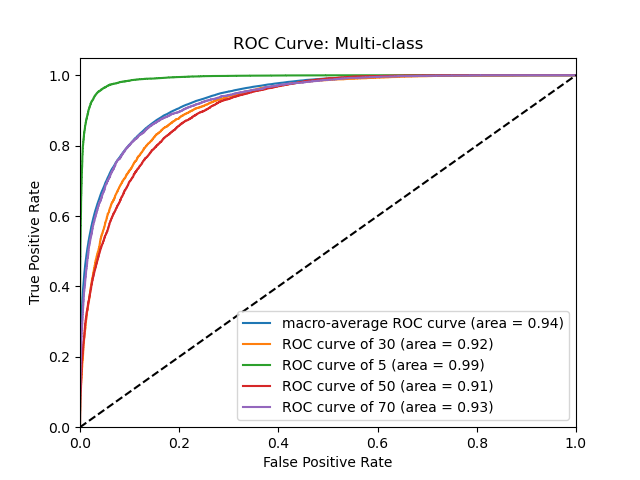 ROC Curve: Multi-class
True Positive Rate
1.0
0.8
0.6
0.4
0.2
0.0
macro-average ROC curve (area = 0.94)
ROC curve of 30 (area = 0.92)
ROC curve of 5 (area = 0.99)
ROC curve of 50 (area = 0.91)
ROC curve of 70 (area = 0.93)
0.0 0.2 0.4 0.6 0.8 1.0
False Positive Rate